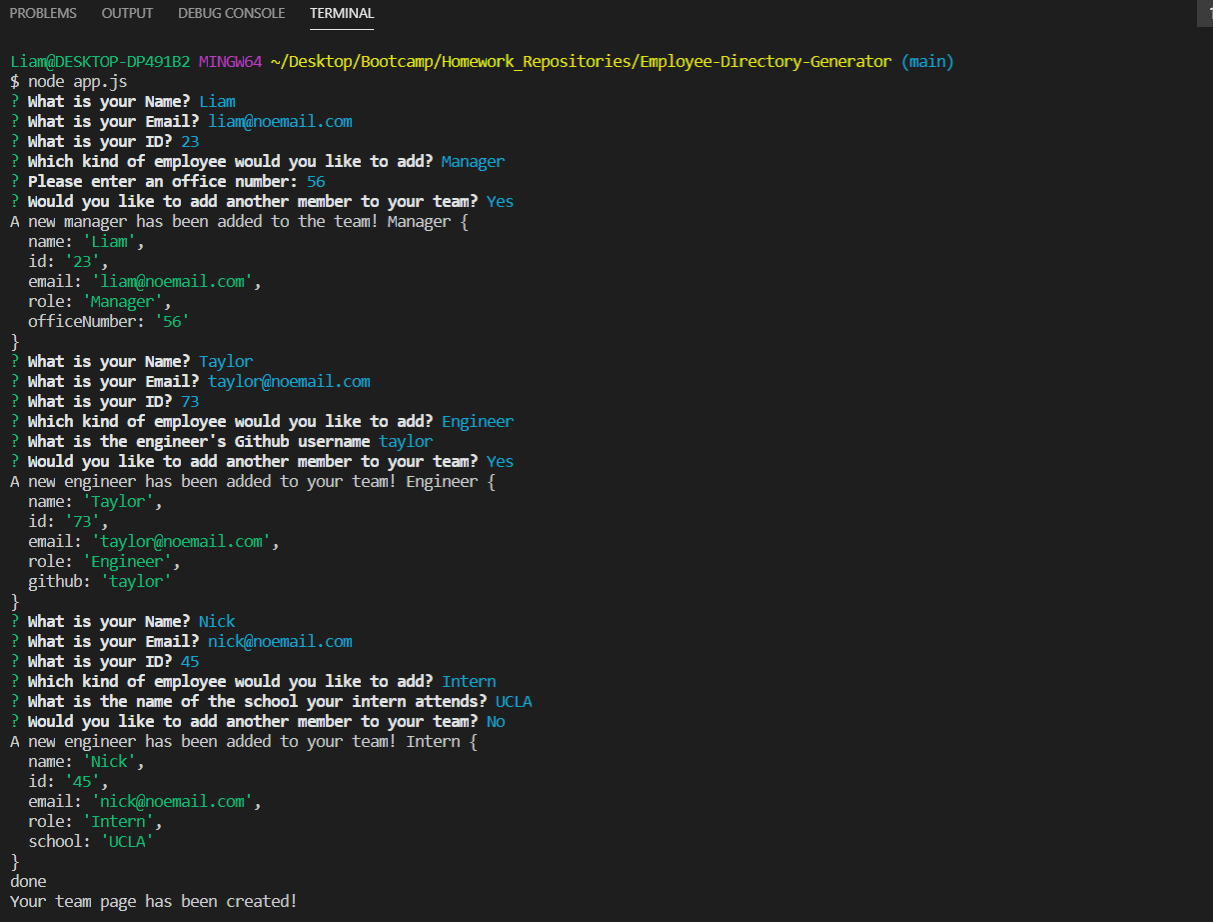 PROBLEMS OUTPUT DEBUG CONSOLE TERMINAL
Liam@DESKTOP-DP491B2 MINGW64 ~/Desktop/Bootcamp/Homework_Repositories/Employee-Directory-Generator (main)
$ node app.js
? What is your Name? Liam
? What is your Email? liam@noemail.com
? What is your ID? 23
? Which kind of employee would you like to add? Manager
? Please enter an office number: 56
? Would you like to add another member to your team? Yes
A new manager has been added to the team! Manager {
  name: 'Liam',
  id: '23',
  email: 'liam@noemail.com',
  role: 'Manager',
  officeNumber: '56'
}
? What is your Name? Taylor
? What is your Email? taylor@noemail.com
? What is your ID? 73
? Which kind of employee would you like to add? Engineer
? What is the engineer's Github username taylor
? Would you like to add another member to your team? Yes
A new engineer has been added to your team! Engineer {
  name: 'Taylor',
  id: '73',
  email: 'taylor@noemail.com',
  role: 'Engineer',
  github: 'taylor'
}
? What is your Name? Nick
? What is your Email? nick@noemail.com
? What is your ID? 45
? Which kind of employee would you like to add? Intern
? What is the name of the school your intern attends? UCLA
? Would you like to add another member to your team? No
A new engineer has been added to your team! Intern {
  name: 'Nick',
  id: '45',
  email: 'nick@noemail.com',
  role: 'Intern',
  school: 'UCLA'
}
done
Your team page has been created!